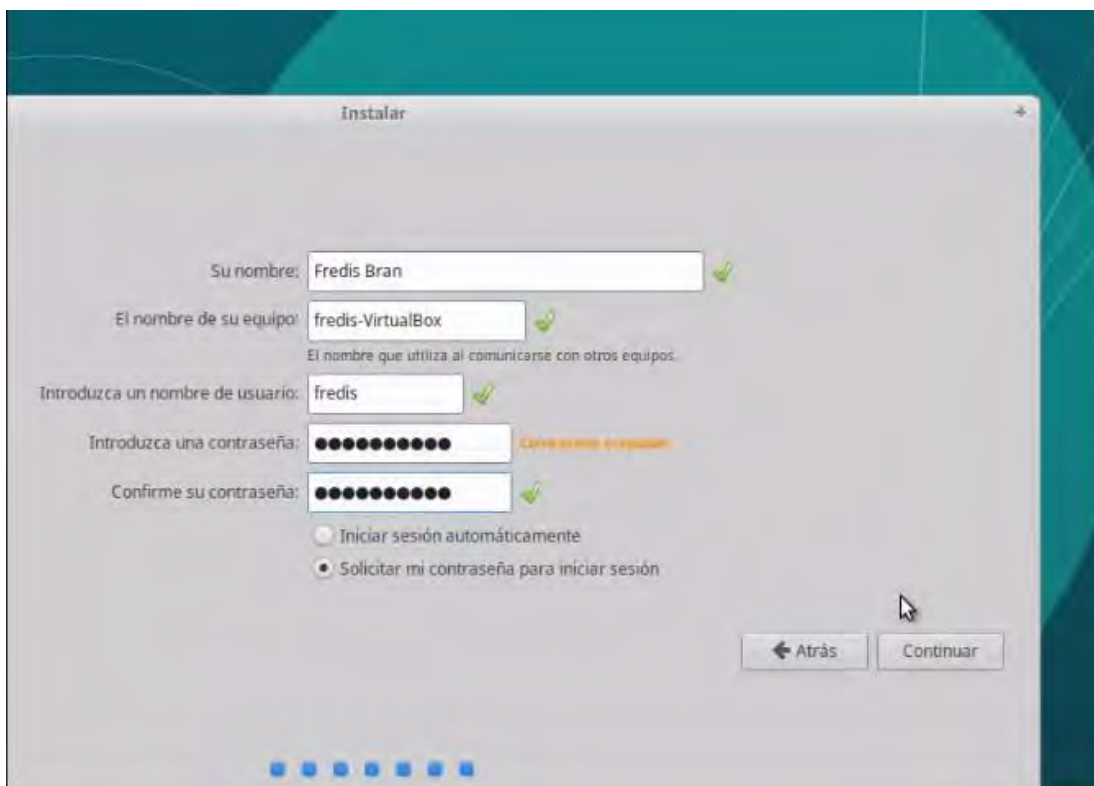 Instalar
Su nombre: Fredis Bran
El nombre de su equipo: fredis-VirtualBox
El nombre que utiliza al comunicarse con otros equipos.
Introduzca un nombre de usuario: fredis
Introduzca una contraseña: ●●●●●●●●●●
Confirme su contraseña: ●●●●●●●●●●
Iniciar sesión automáticamente
Solicitar mi contraseña para iniciar sesión
Atrás Continuar